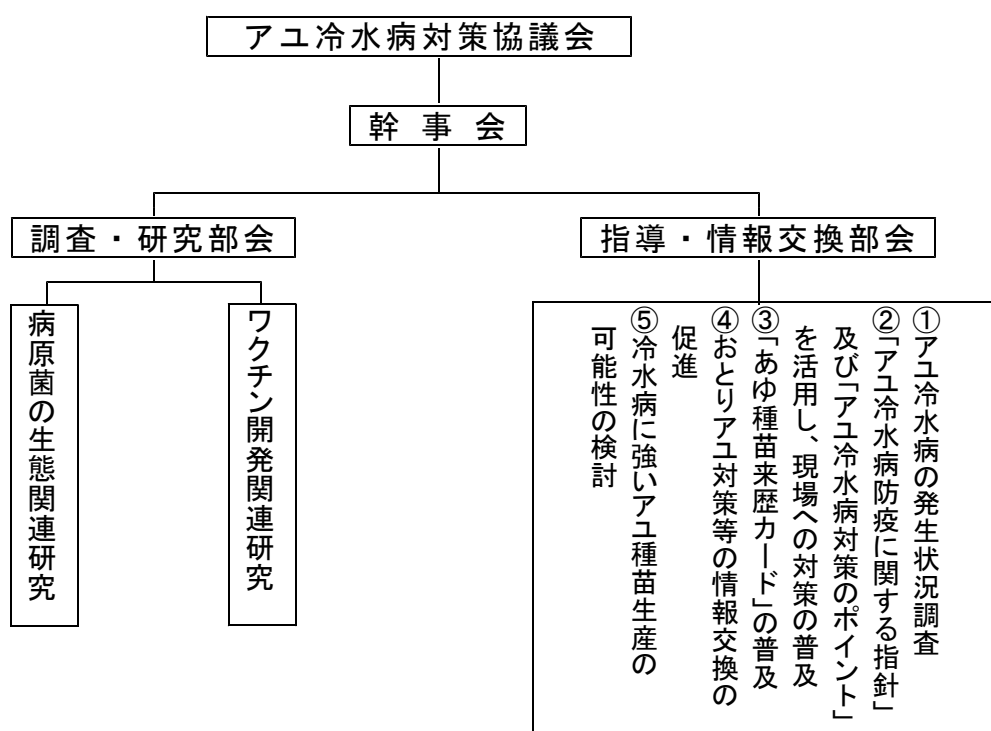 アユ冷水病対策協議会
幹事会
調査・研究部会
指導・情報交換部会
病原菌の生態関連研究
ワクチン開発関連研究
①アユ冷水病の発生状況調査
②「アユ冷水病防疫に関する指針」
及び「アユ冷水病対策のポイント」
を活用し、現場への対策の普及
③「あゆ種苗来歴カード」の普及
④おとりアユ対策等の情報交換の
促進
⑤冷水病に強いアユ種苗生産の
可能性の検討